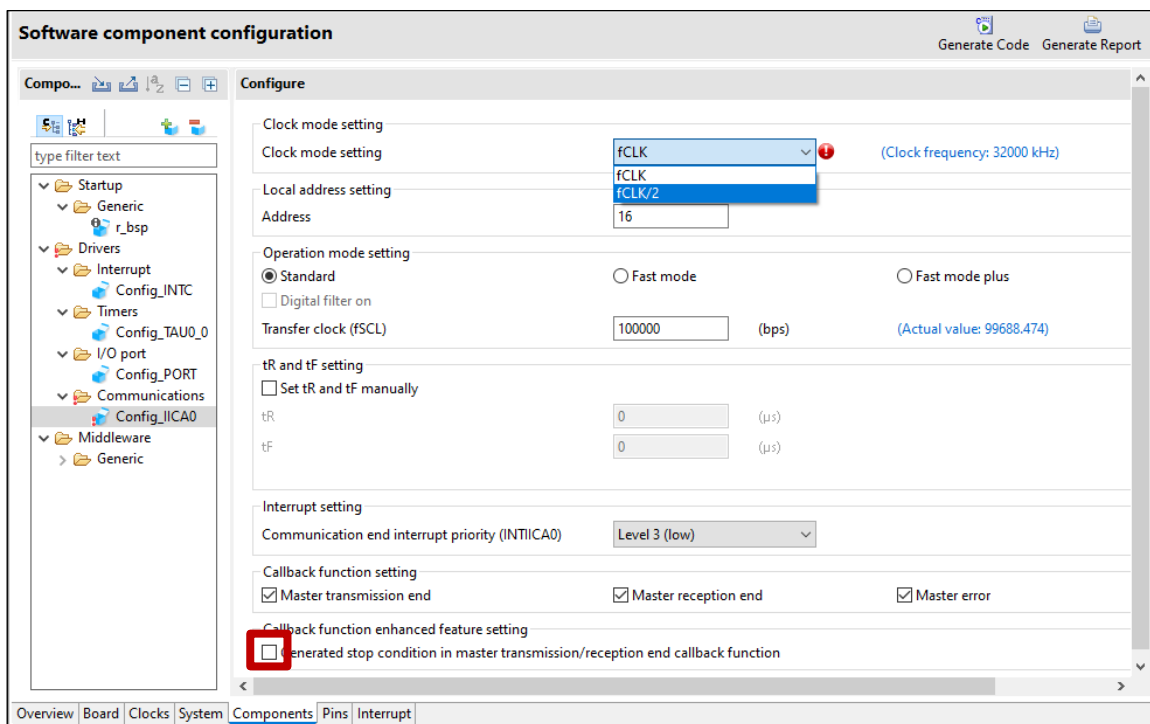 Software component configuration
Generate Code Generate Report
Compo...
Configure
type filter text
Startup
Generic
r_bsp
Drivers
Interrupt
Config_INTC
Timers
Config_TAU0_0
I/O port
Config_PORT
Communications
Config_IICA0
Middleware
Generic
Clock mode setting
Clock mode setting fCLK (Clock frequency: 32000 kHz)
fCLK
fCLK/2
Local address setting
Address 16
Operation mode setting
Standard Fast mode Fast mode plus
Digital filter on
Transfer clock (fSCL) 100000 (bps) (Actual value: 99688.474)
tR and tF setting
Set tR and tF manually
tR 0 (µs)
tF 0 (µs)
Interrupt setting
Communication end interrupt priority (INTIICA0) Level 3 (low)
Callback function setting
Master transmission end Master reception end Master error
Callback function enhanced feature setting
Generated stop condition in master transmission/reception end callback function
Overview Board Clocks System Components Pins Interrupt